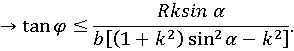 → tan φ ≤ Rksin α / b[(1 + k²) sin² α − k²].